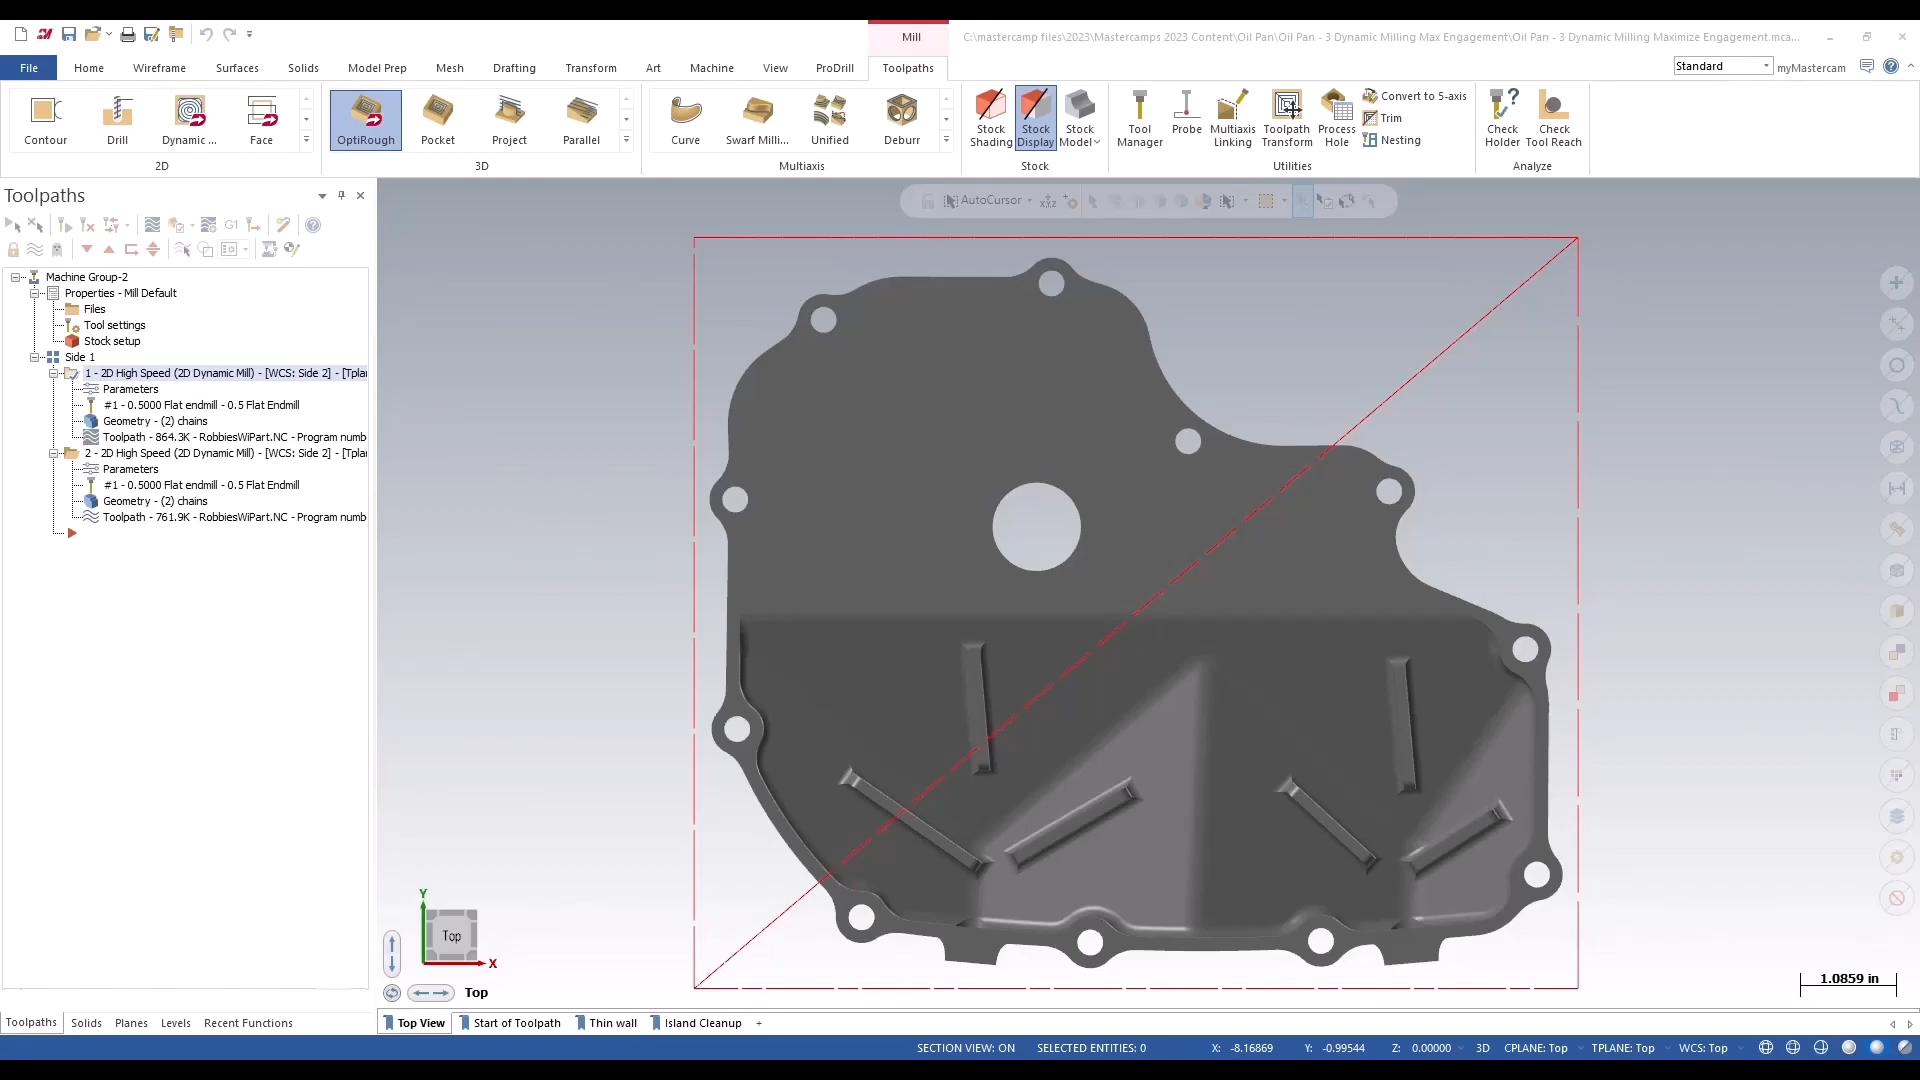 Mill
C:\mastercamp files\2023\Mastercamps 2023 Content\Oil Pan\Oil Pan - 3 Dynamic Milling Max Engagement\Oil Pan - 3 Dynamic Milling Maximize Engagement.mca...
File Home Wireframe Surfaces Solids Model Prep Mesh Drafting Transform Art Machine View ProDrill Toolpaths
Standard myMastercam
Contour Drill Dynamic ... Face
2D
OptiRough Pocket Project Parallel
3D
Curve Swarf Milli... Unified Deburr
Multiaxis
Stock Shading Stock Display Stock Model
Stock
Tool Manager Probe Multiaxis Linking Toolpath Transform Process Hole
Convert to 5-axis
Trim
Nesting
Utilities
Check Holder Check Tool Reach
Analyze
Toolpaths
G1
AutoCursor
XYZ
Machine Group-2
Properties - Mill Default
Files
Tool settings
Stock setup
Side 1
1 - 2D High Speed (2D Dynamic Mill) - [WCS: Side 2] - [Tpla
Parameters
#1 - 0.5000 Flat endmill - 0.5 Flat Endmill
Geometry - (2) chains
Toolpath - 864.3K - RobbiesWiPart.NC - Program numb
2 - 2D High Speed (2D Dynamic Mill) - [WCS: Side 2] - [Tpla
Parameters
#1 - 0.5000 Flat endmill - 0.5 Flat Endmill
Geometry - (2) chains
Toolpath - 761.9K - RobbiesWiPart.NC - Program numb
Y
Top
X
Top
1.0859 in
Toolpaths Solids Planes Levels Recent Functions
Top View Start of Toolpath Thin wall Island Cleanup +
SECTION VIEW: ON SELECTED ENTITIES: 0 X: -8.16869 Y: -0.99544 Z: 0.00000 3D CPLANE: Top TPLANE: Top WCS: Top